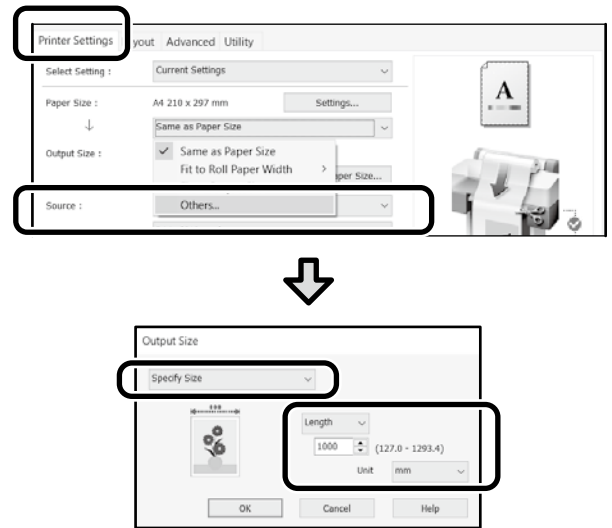 Printer Settings yout Advanced Utility
Select Setting : Current Settings
Paper Size : A4 210 x 297 mm Settings...
Same as Paper Size
Output Size : Same as Paper Size
Fit to Roll Paper Width
aper Size...
Source : Others...
A
Output Size
Specify Size
Length
1000 (127.0 - 1293.4)
Unit mm
OK Cancel Help